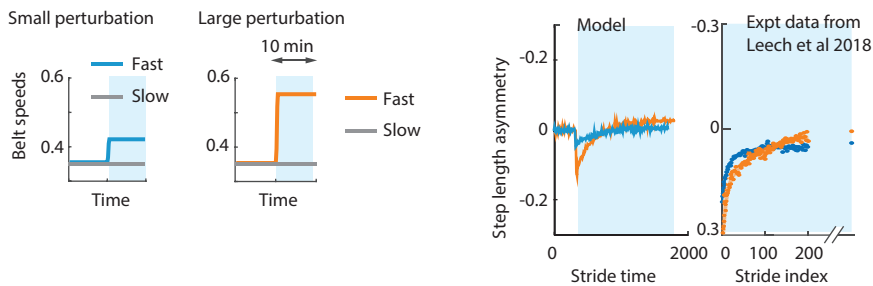 Small perturbation
Large perturbation
10 min
0.6
Fast
Slow
0.4
Belt speeds
Time
0.6
Fast
Slow
0.4
Time
Model
-0.2
0
-0.2
Step length asymmetry
0
2000
Stride time
Expt data from
Leech et al 2018
-0.3
0
0.3
0
100
200
Stride index